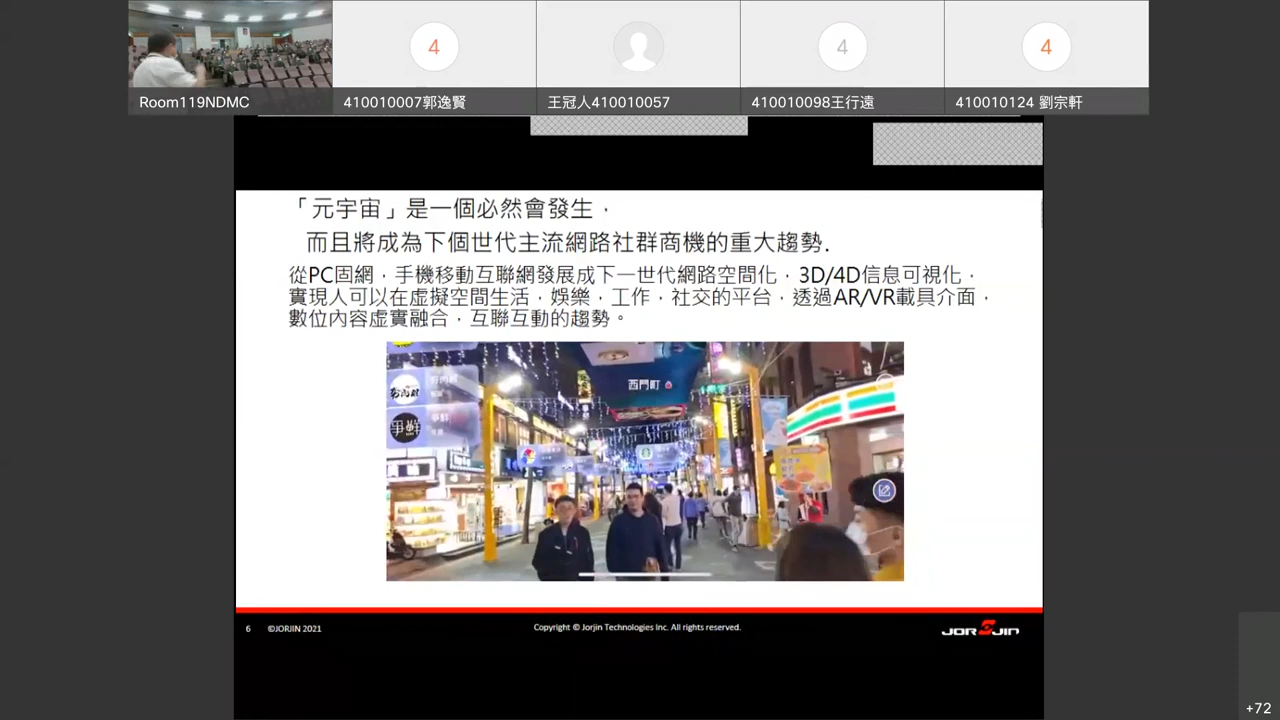 4
4
4
Room119NDMC
410010007郭逸賢
王冠人410010057
410010098王行遠
410010124 劉宗軒
「元宇宙」是一個必然會發生，
而且將成為下個世代主流網路社群商機的重大趨勢.
從PC固網，手機移動互聯網發展成下一世代網路空間化，3D/4D信息可視化，
實現人可以在虛擬空間生活，娛樂，工作，社交的平台，透過AR/VR載具介面，
數位內容虛實融合，互聯互動的趨勢。
西門町
爭鮮
6
©JORJIN 2021
Copyright © Jorjin Technologies Inc. All rights reserved.
JORJIN
+72